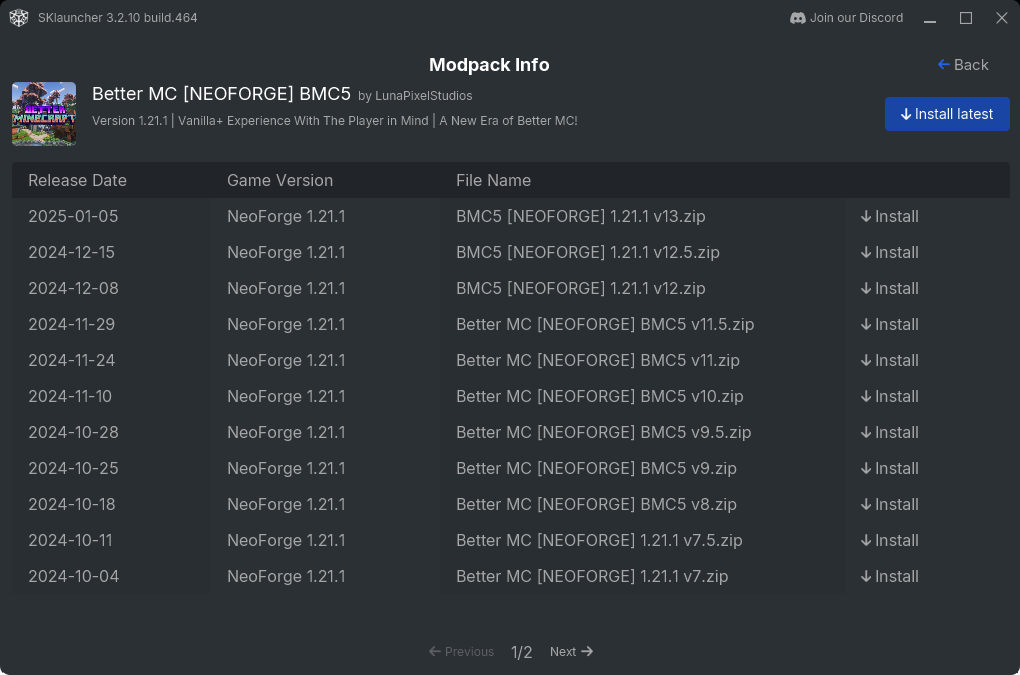 SKlauncher 3.2.10 build.464
Join our Discord
Modpack Info
Back
BETTER
MINECRAFT
Better MC [NEOFORGE] BMC5 by LunaPixelStudios
Version 1.21.1 | Vanilla+ Experience With The Player in Mind | A New Era of Better MC!
Install latest
Release Date Game Version File Name
2025-01-05 NeoForge 1.21.1 BMC5 [NEOFORGE] 1.21.1 v13.zip Install
2024-12-15 NeoForge 1.21.1 BMC5 [NEOFORGE] 1.21.1 v12.5.zip Install
2024-12-08 NeoForge 1.21.1 BMC5 [NEOFORGE] 1.21.1 v12.zip Install
2024-11-29 NeoForge 1.21.1 Better MC [NEOFORGE] BMC5 v11.5.zip Install
2024-11-24 NeoForge 1.21.1 Better MC [NEOFORGE] BMC5 v11.zip Install
2024-11-10 NeoForge 1.21.1 Better MC [NEOFORGE] BMC5 v10.zip Install
2024-10-28 NeoForge 1.21.1 Better MC [NEOFORGE] BMC5 v9.5.zip Install
2024-10-25 NeoForge 1.21.1 Better MC [NEOFORGE] BMC5 v9.zip Install
2024-10-18 NeoForge 1.21.1 Better MC [NEOFORGE] BMC5 v8.zip Install
2024-10-11 NeoForge 1.21.1 Better MC [NEOFORGE] 1.21.1 v7.5.zip Install
2024-10-04 NeoForge 1.21.1 Better MC [NEOFORGE] 1.21.1 v7.zip Install
Previous 1/2 Next